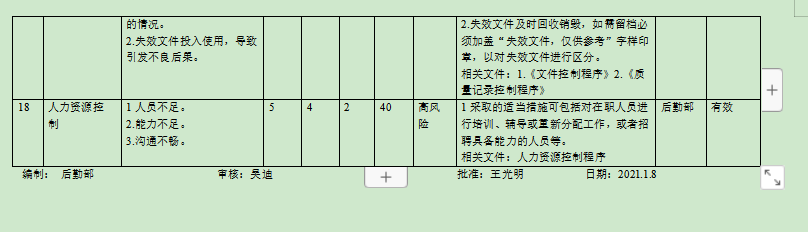 的情况。
2.失效文件投入使用，导致
引发不良后果。
2.失效文件及时回收销毁，如需留档必
须加盖“失效文件，仅供参考”字样印
章，以对失效文件进行区分。
相关文件：1.《文件控制程序》2.《质
量记录控制程序》
18
人力资源控
制
1 人员不足。
2.能力不足。
3.沟通不畅。
5
4
2
40
高风
险
1 采取的适当措施可包括对在职人员进
行培训、辅导或重新分配工作，或者招
聘具备能力的人员等。
相关文件：人力资源控制程序
后勤部
有效
编制： 后勤部 审核：吴迪 批准：王光明 日期：2021.1.8